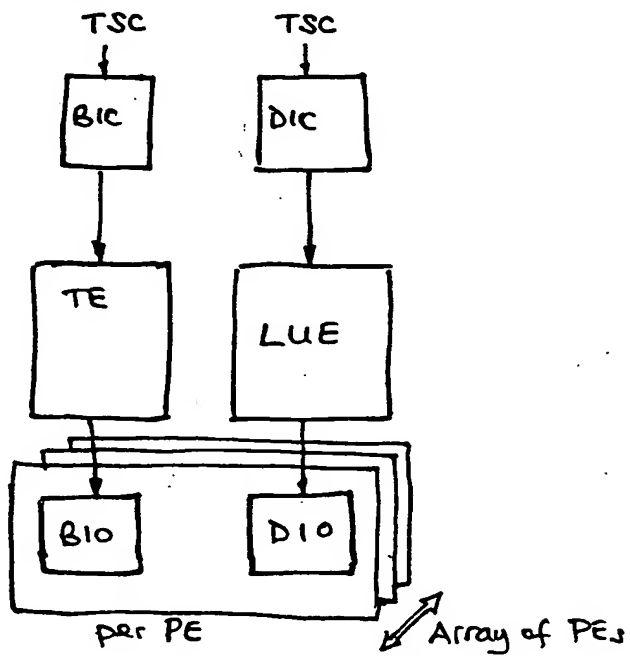 TSC TSC
BIC DIC
TE LUE
BIO DIO
per PE
Array of PEs